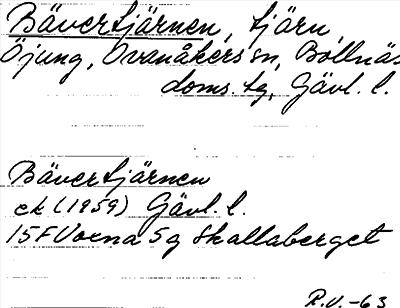 Bävertjärnen, tjärn,
Öjung, Ovanåkers sn, Bollnäs
doms. tg, Gävl. l.
Bävertjärnen
ek (1959) Gävl. l.
15F Voxna 5g Skallaberget
R.V. -63